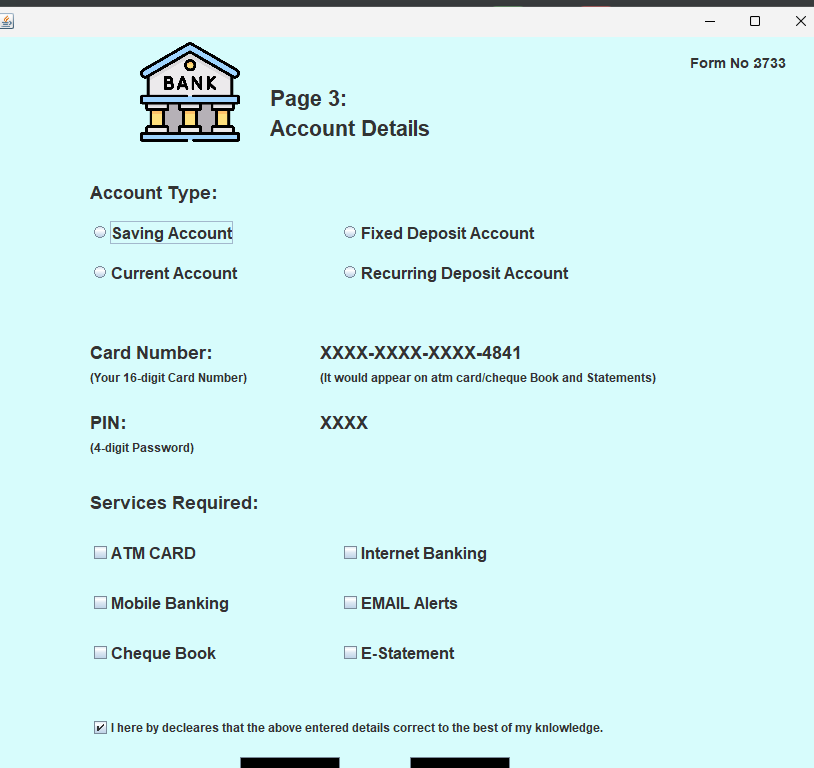 BANK
Form No 3733
Page 3:
Account Details
Account Type:
Saving Account Fixed Deposit Account
Current Account Recurring Deposit Account
Card Number: XXXX-XXXX-XXXX-4841
(Your 16-digit Card Number) (It would appear on atm card/cheque Book and Statements)
PIN: XXXX
(4-digit Password)
Services Required:
ATM CARD Internet Banking
Mobile Banking EMAIL Alerts
Cheque Book E-Statement
I here by decleares that the above entered details correct to the best of my knlowledge.